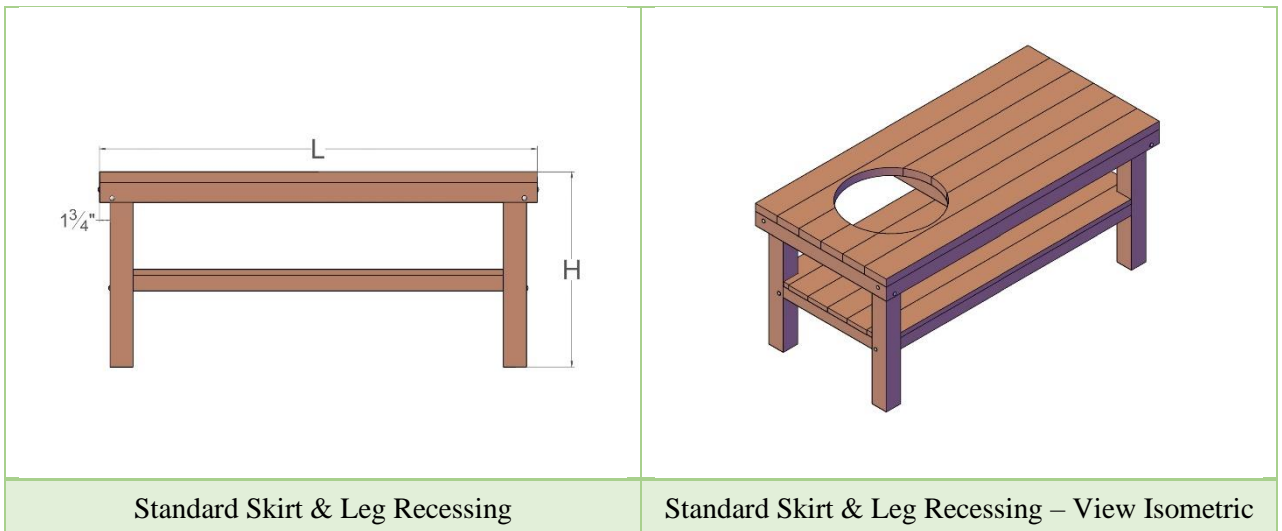 L
1¾"
H
Standard Skirt & Leg Recessing
Standard Skirt & Leg Recessing – View Isometric